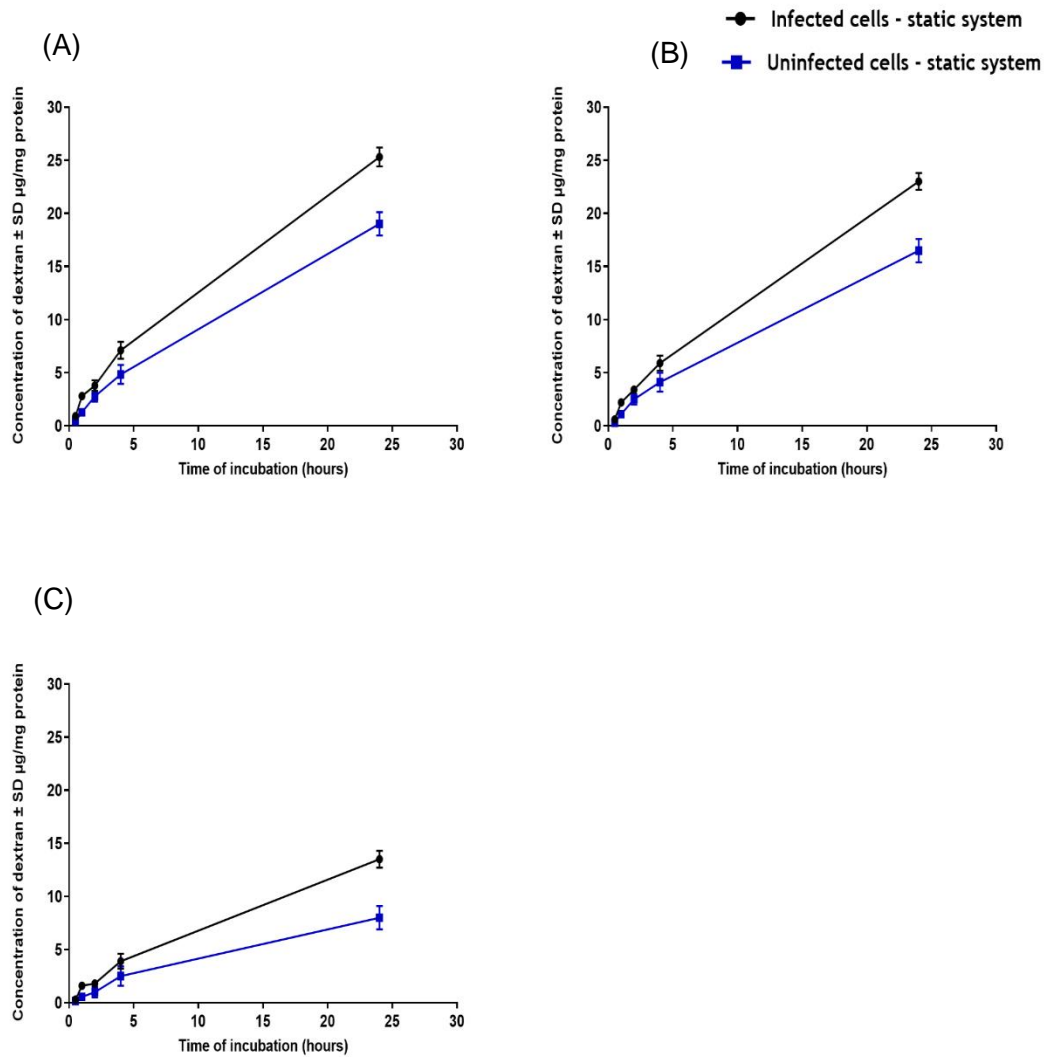 Infected cells - static system
Uninfected cells - static system
(A)
Concentration of dextran ± SD µg/mg protein
30
25
20
15
10
5
0
0 5 10 15 20 25 30
Time of incubation (hours)
(B)
Concentration of dextran ± SD µg/mg protein
30
25
20
15
10
5
0
0 5 10 15 20 25 30
Time of incubation (hours)
(C)
Concentration of dextran ± SD µg/mg protein
30
25
20
15
10
5
0
0 5 10 15 20 25 30
Time of incubation (hours)